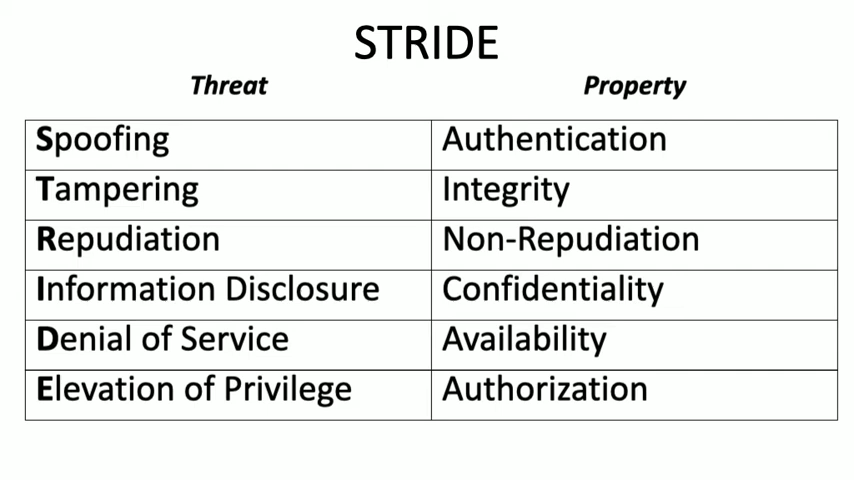 STRIDE
Threat Property
Spoofing Authentication
Tampering Integrity
Repudiation Non-Repudiation
Information Disclosure Confidentiality
Denial of Service Availability
Elevation of Privilege Authorization